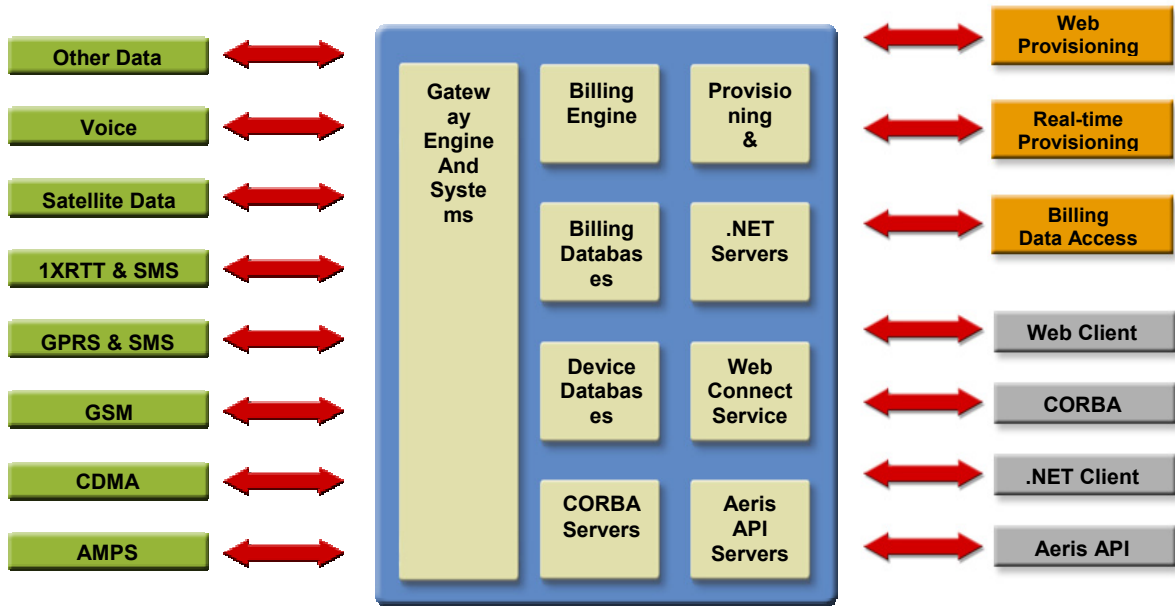 Other Data
Voice
Satellite Data
1XRTT & SMS
GPRS & SMS
GSM
CDMA
AMPS
Gatew
ay
Engine
And
Syste
ms
Billing
Engine
Provisio
ning
&
Billing
Databas
es
.NET
Servers
Device
Databas
es
Web
Connect
Service
CORBA
Servers
Aeris
API
Servers
Web
Provisioning
Real-time
Provisioning
Billing
Data Access
Web Client
CORBA
.NET Client
Aeris API